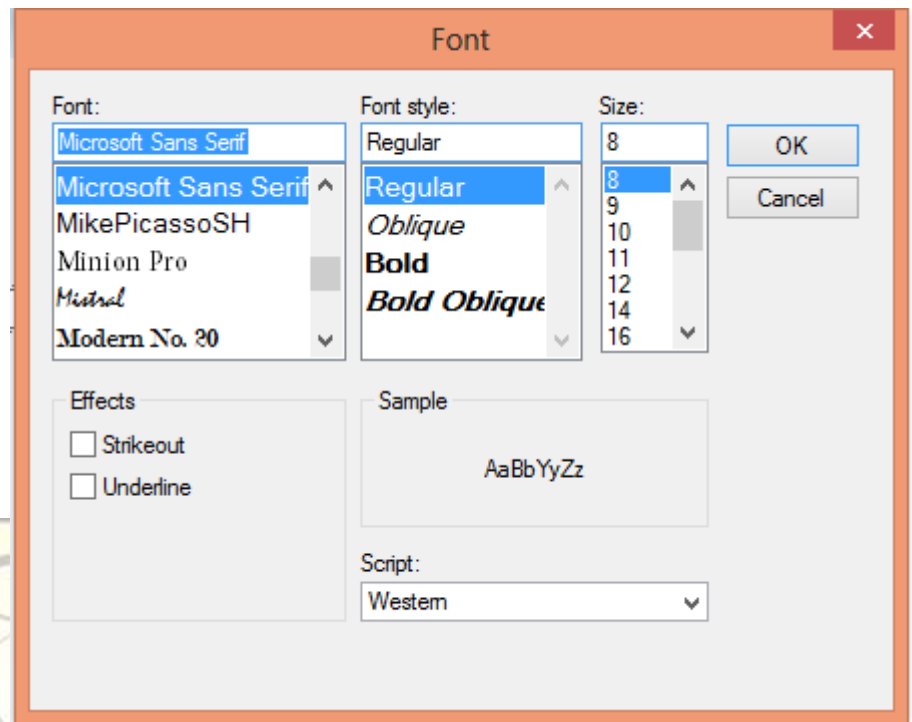 Font
Font:
Microsoft Sans Serif
Microsoft Sans Serif
MikePicassoSH
Minion Pro
Mistral
Modern No. 20
Font style:
Regular
Regular
Oblique
Bold
Bold Oblique
Size:
8
8
9
10
11
12
14
16
OK
Cancel
Effects
Strikeout
Underline
Sample
AaBbYyZz
Script:
Western